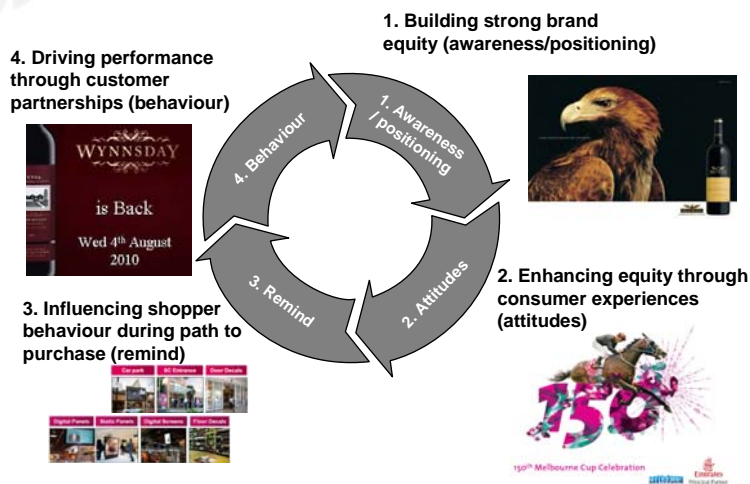 1. Building strong brand
equity (awareness/positioning)
4. Driving performance
through customer
partnerships (behaviour)
1. Awareness
/positioning
4. Behaviour
WYNNSDAY
is Back
Wed 4th August
2010
2. Attitudes
3. Remind
2. Enhancing equity through
consumer experiences
(attitudes)
3. Influencing shopper
behaviour during path to
purchase (remind)
Car park SC Entrance Door Decals
Digital Panels Static Panels Digital Screens Floor Decals
150
150th Melbourne Cup Celebration
Emirates
Principal Partner